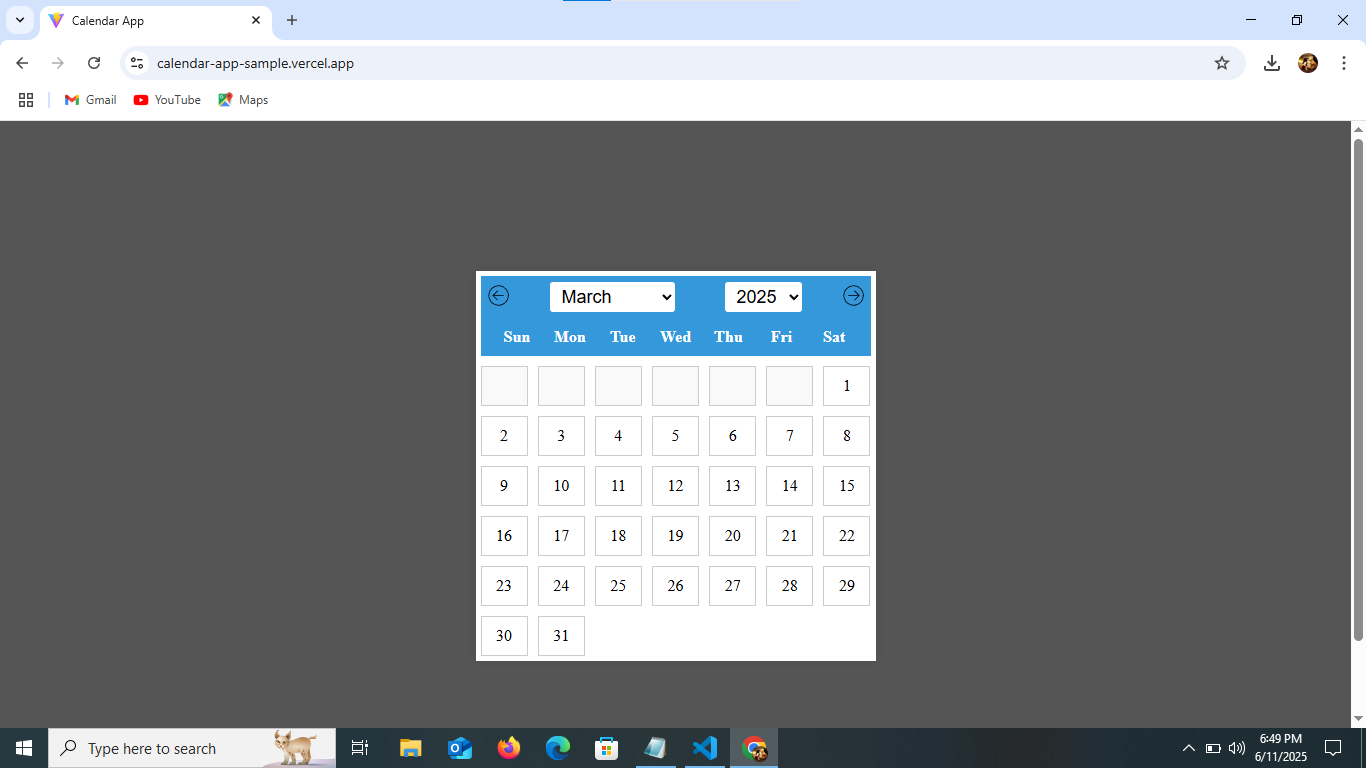 Calendar App
calendar-app-sample.vercel.app
Gmail YouTube Maps
March 2025
Sun Mon Tue Wed Thu Fri Sat
1
2 3 4 5 6 7 8
9 10 11 12 13 14 15
16 17 18 19 20 21 22
23 24 25 26 27 28 29
30 31
Type here to search
6:49 PM
6/11/2025